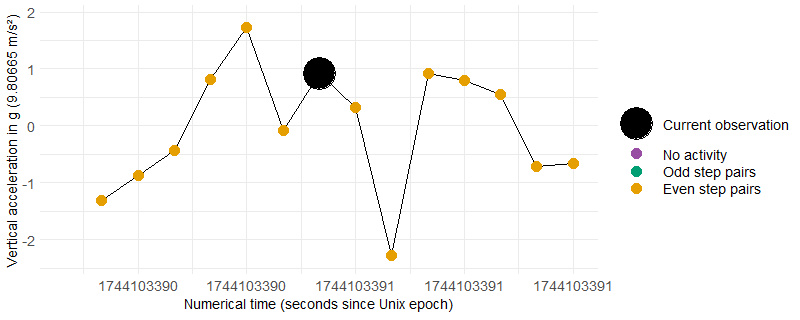 Vertical acceleration in g (9.80665 m/s²)
2
1
0
-1
-2
1744103390 1744103390 1744103391 1744103391 1744103391
Numerical time (seconds since Unix epoch)
Current observation
No activity
Odd step pairs
Even step pairs